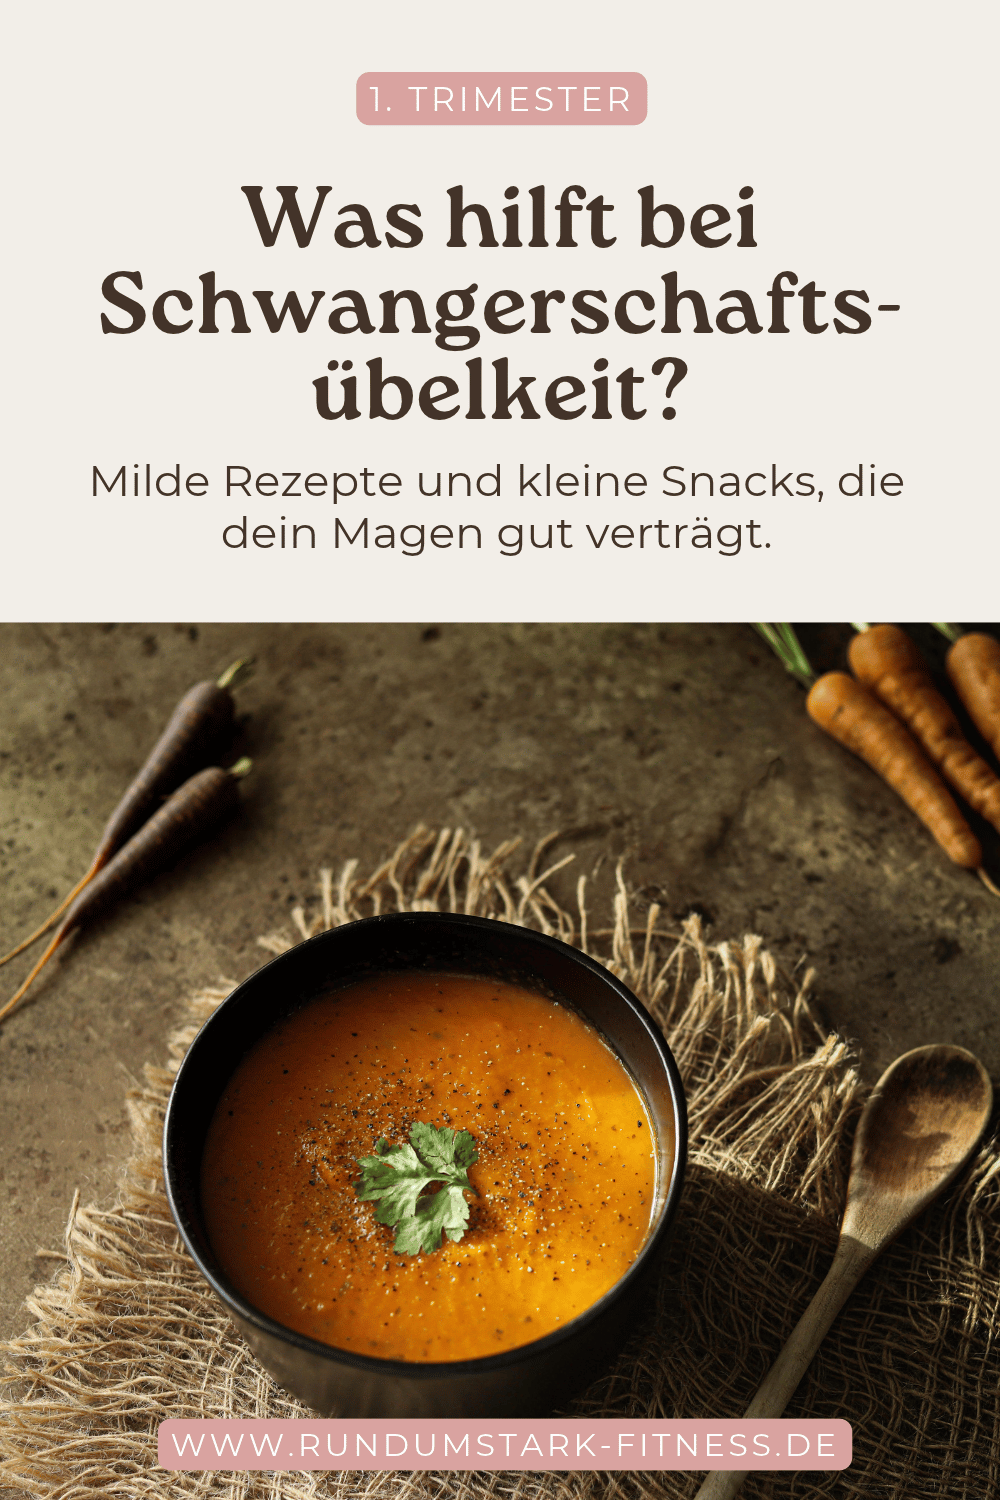 1. TRIMESTER
Was hilft bei
Schwangerschafts-
übelkeit?
Milde Rezepte und kleine Snacks, die
dein Magen gut verträgt.
WWW.RUNDUMSTARK-FITNESS.DE